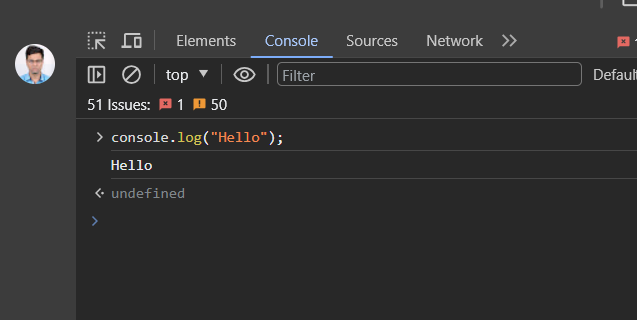 Elements Console Sources Network
top Filter Default
51 Issues: 1 50
console.log("Hello");
Hello
undefined